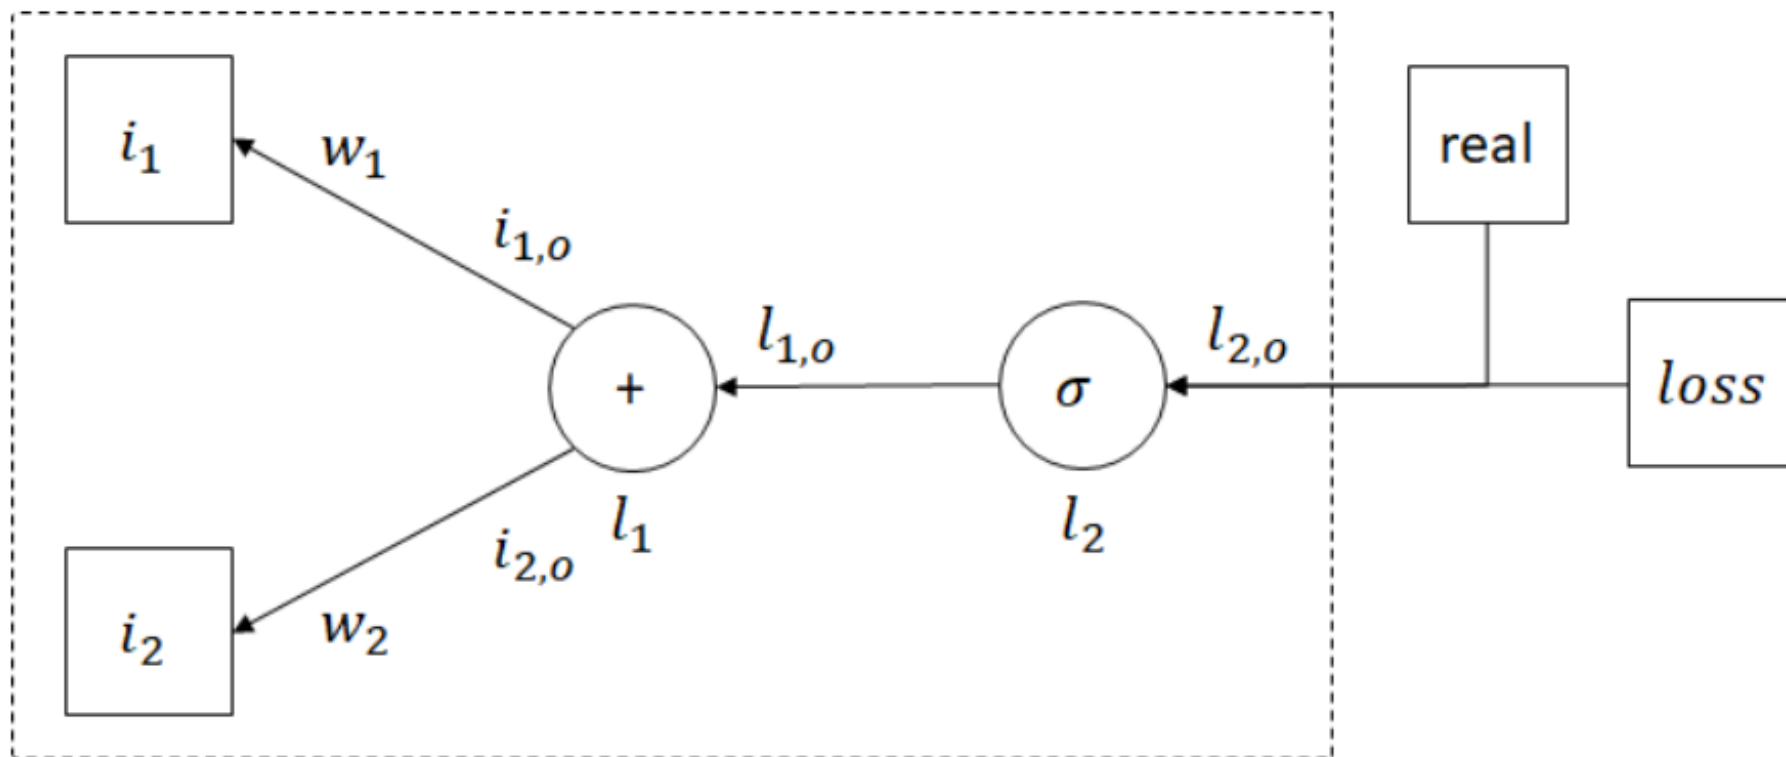 i₁
w₁
i₁,ₒ
real
l₁,ₒ
l₂,ₒ
+
σ
loss
l₁
l₂
i₂,ₒ
w₂
i₂